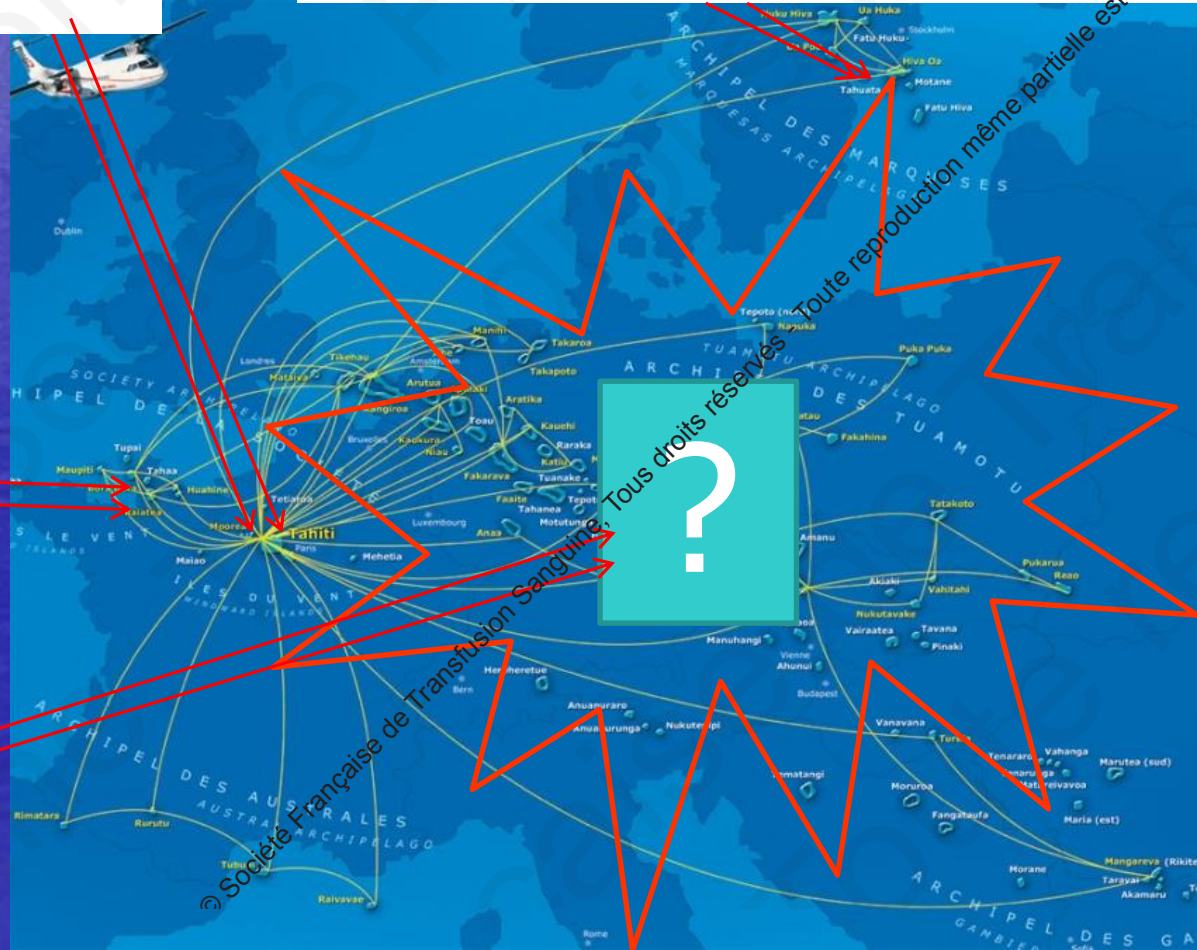 Nuku Hiva
Ua Huka
Stockholm
Fatu Huku
Ua Pou
Hiva Oa
Motane
Tahuata
Fatu Hiva
ARCHIPEL DES MARQUISES
MARQUESAS ARCHIPELAGO
Dublin
Tepoto (nord)
Napuka
Manihi
Takaroa
Takapoto
Londres
Tikehau
Amsterdam
Mataiva
Arutua
Rangiroa
Aratika
Toau
Kauehi
Bruxelles
Kaukura
Niau
Raraka
Fakarava
Katiu
Tuanake
Faaite
Tahanea
Motutunga
Anaa
Puka Puka
TUAMOTU ARCHIPELAGO
DES TUAMOTU
Fakahina
SOCIETY ARCHIPELAGO
DE LA SOCIÉTÉ
Tupai
Maupiti
Tahaa
Huahine
Raiatea
Tetiaroa
Moorea
Tahiti
Paris
Luxembourg
Maiao
Mehetia
ILES DU VENT
WINDWARD ISLANDS
?
Tatakoto
Amanu
Akiaki
Pukarua
Reao
Vahitahi
Nukutavake
Vairaatea
Tavana
Pinaki
Manuhangi
Vienne
Ahunui
Budapest
Hereheretue
Bern
Anuanuraro
Anuanurunga
Nukutepipi
Vanavana
Tureia
Tenararo
Vahanga
Marutea (sud)
Tenarunga
Matureivavoa
Maria (est)
Tematangi
Moruroa
Fangataufa
Morane
Mangareva
Taravai
Akamaru
ARCHIPEL DES
ARCHIPEL DES AUSTRALES
AUSTRAL ARCHIPELAGO
Rimatara
Rurutu
Tubuai
Raivavae
Rome
© Société Française de Transfusion Sanguine, Tous droits réservés - Toute reproduction même partielle est